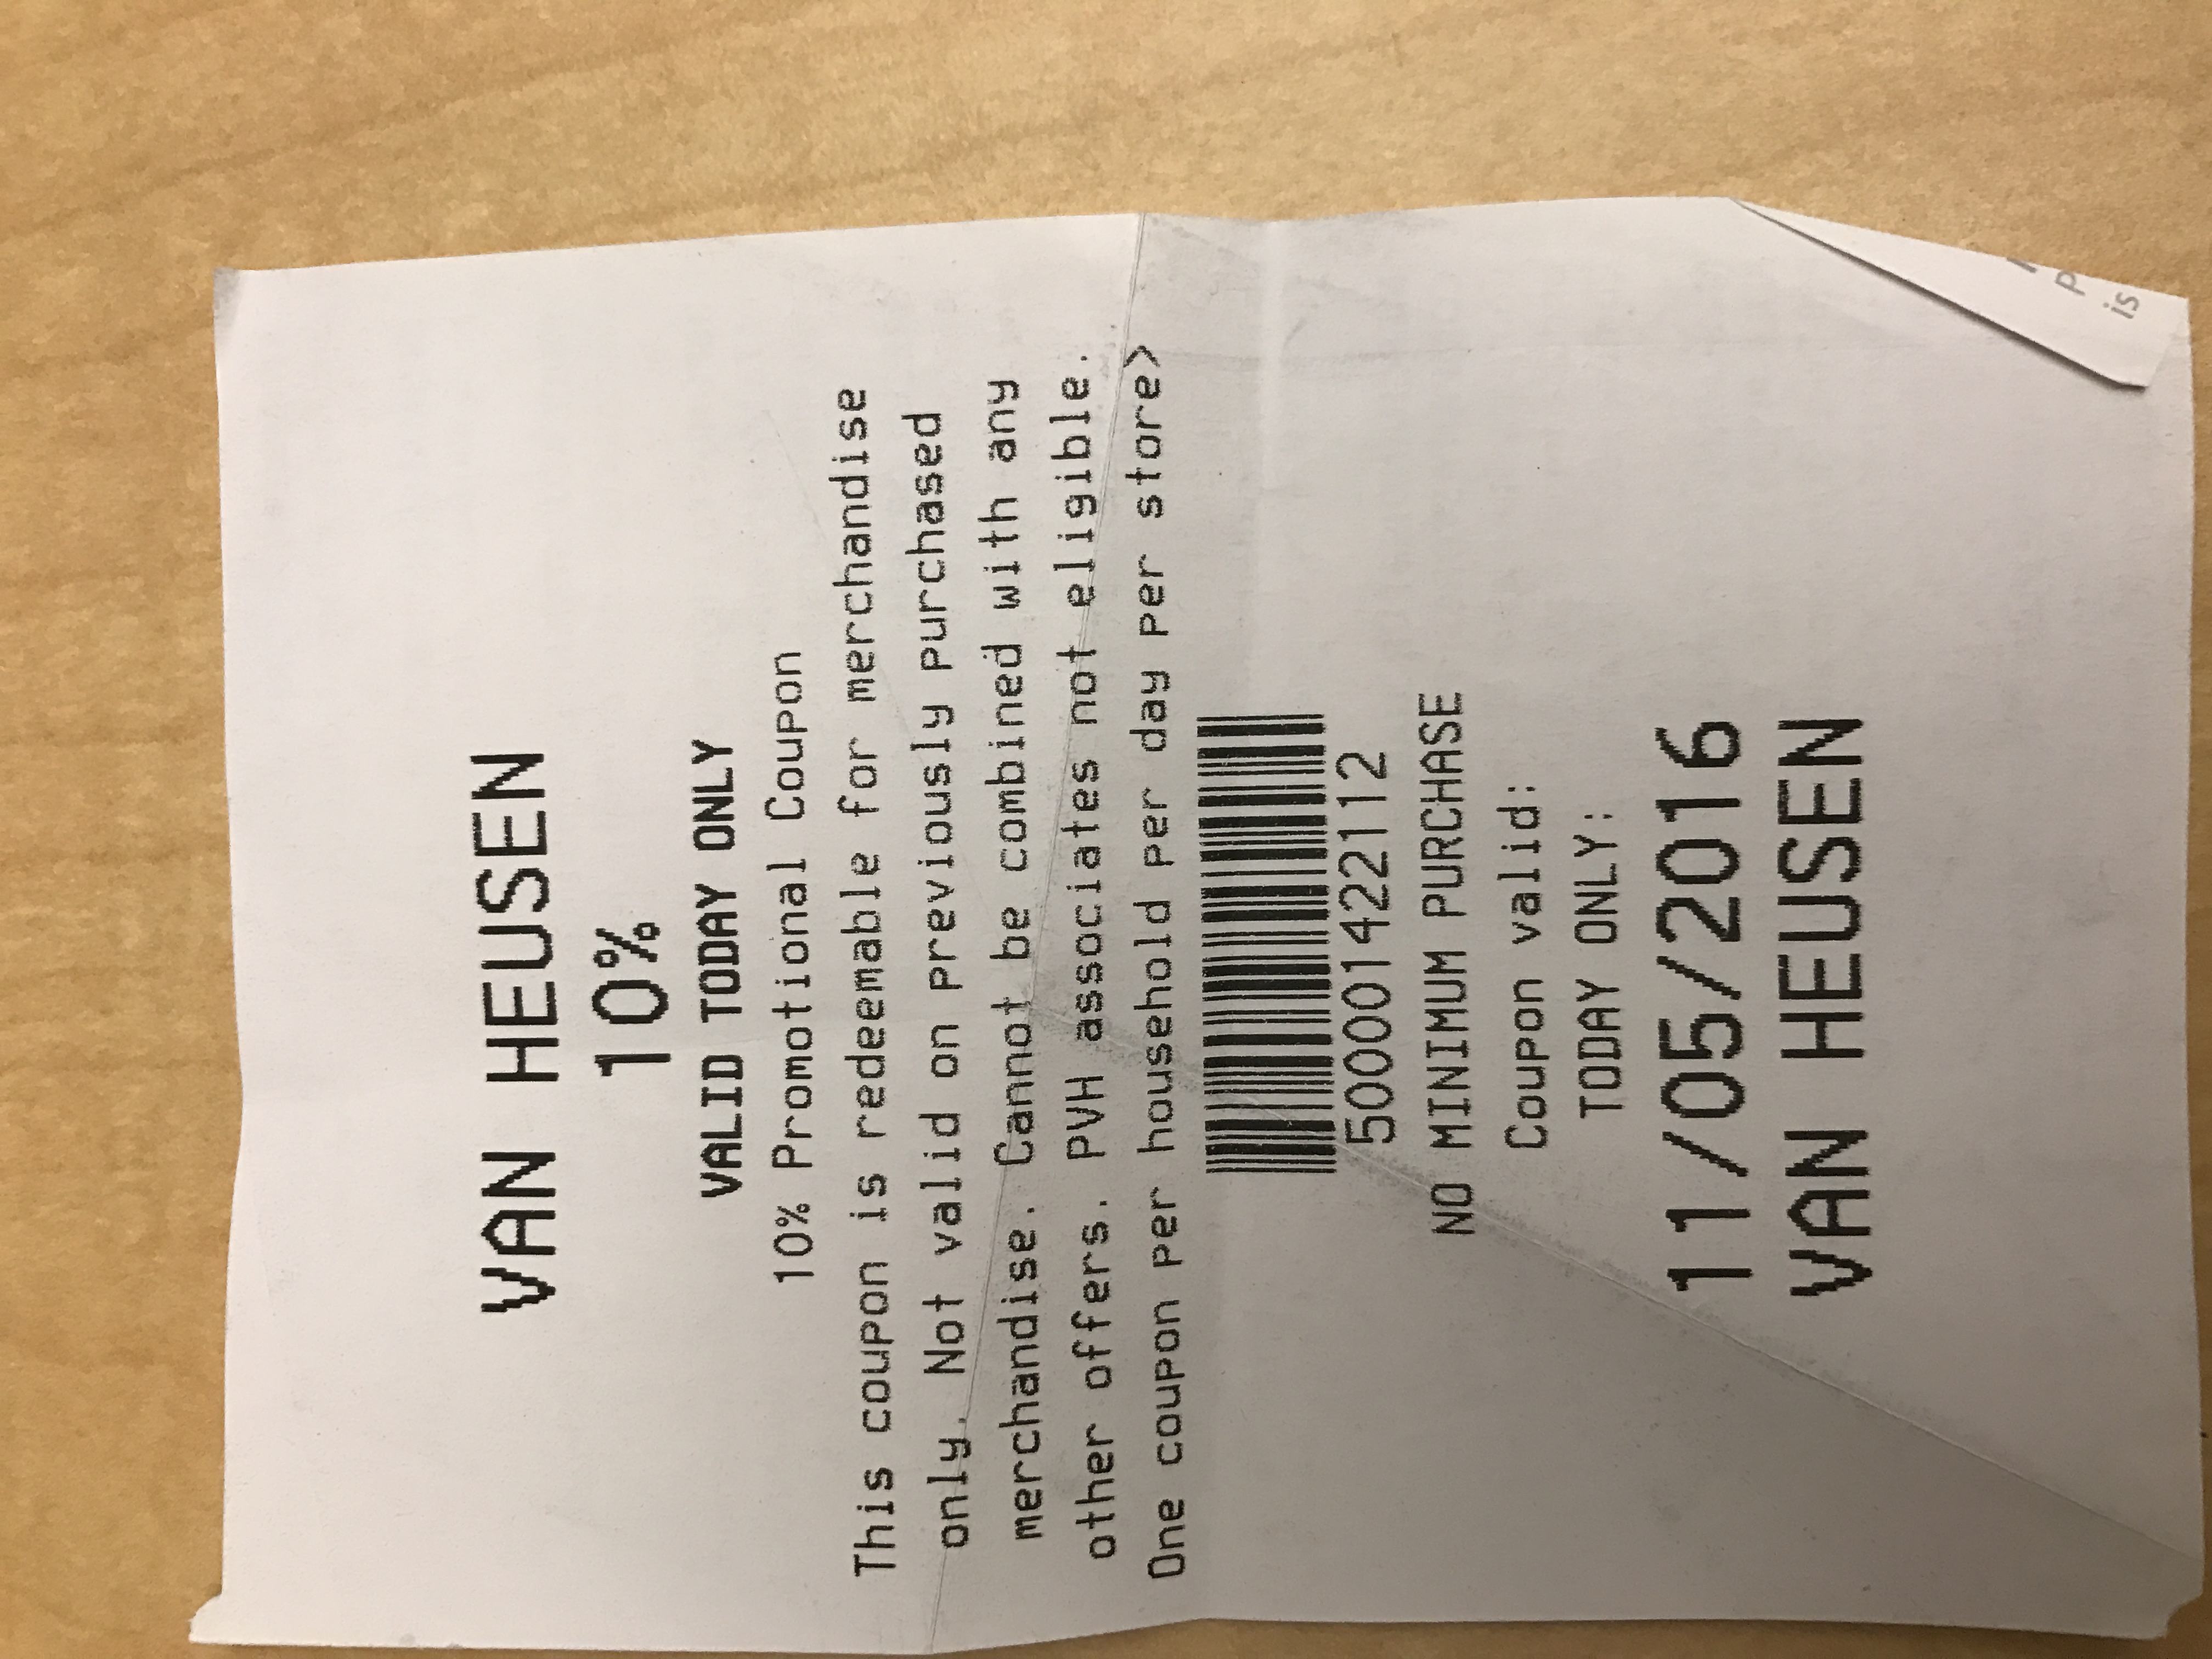 VAN HEUSEN
10%
VALID TODAY ONLY
10% Promotional Coupon
This coupon is redeemable for merchandise
only. Not valid on previously purchased
merchandise. Cannot be combined with any
other offers. PVH associates not eligible.
One coupon per household per day per store>
500001422112
NO MINIMUM PURCHASE
Coupon valid:
TODAY ONLY:
11/05/2016
VAN HEUSEN
is